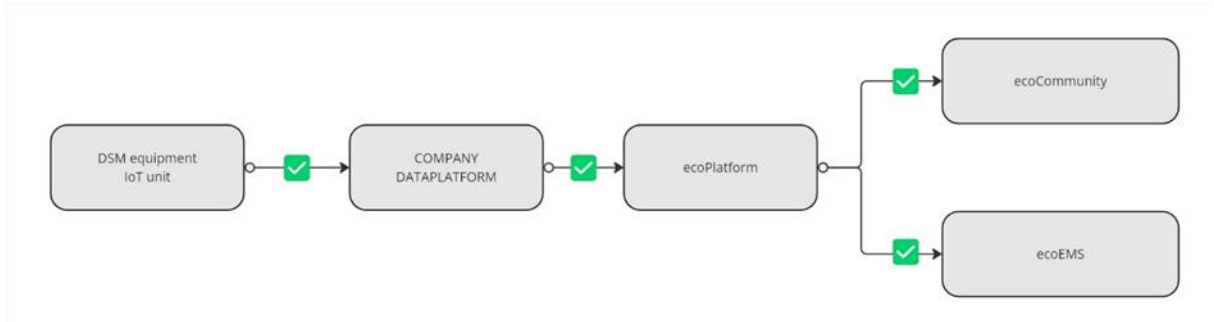 DSM equipment
IoT unit
COMPANY
DATAPLATFORM
ecoPlatform
ecoCommunity
ecoEMS